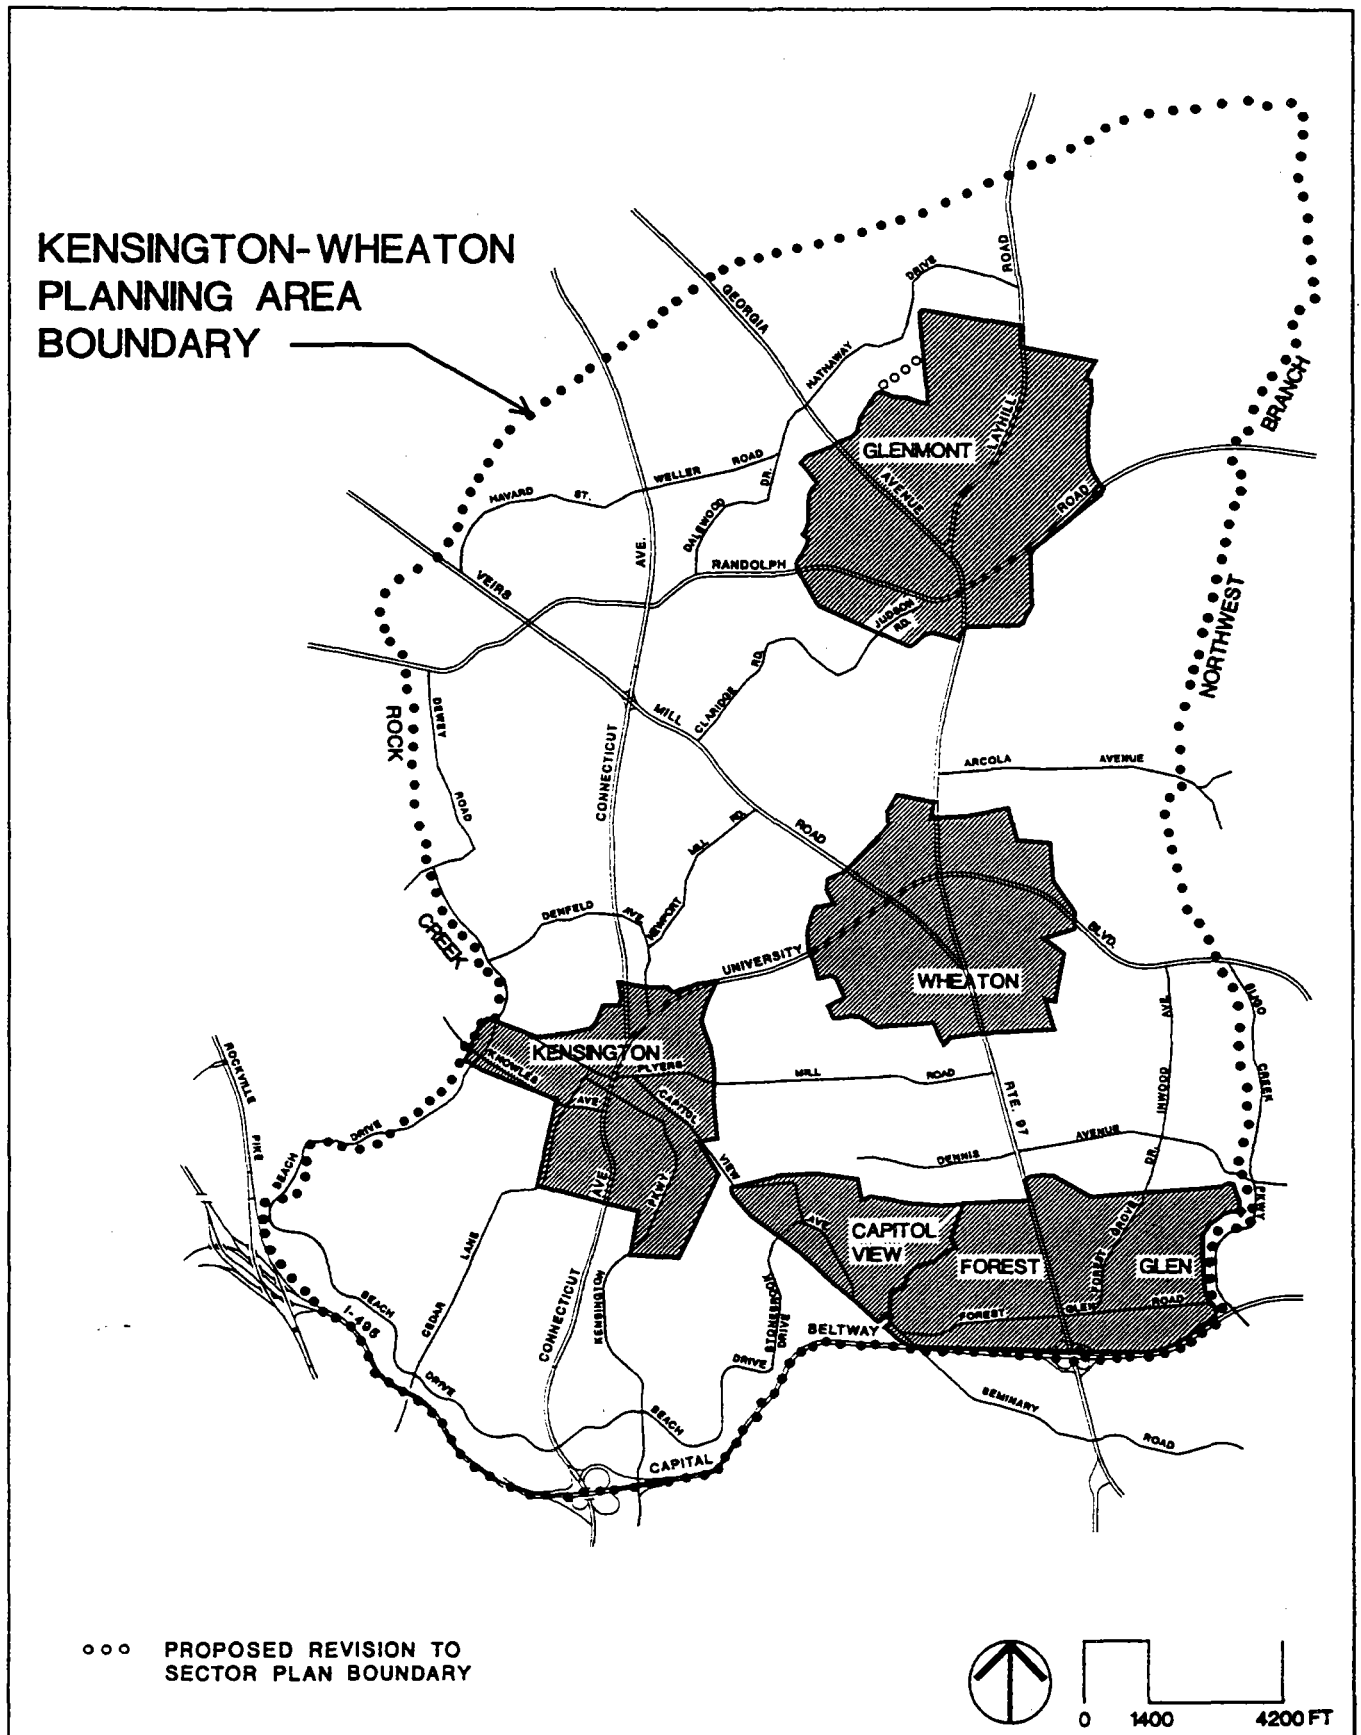 KENSINGTON-WHEATON
PLANNING AREA
BOUNDARY
GEORGIA
DRIVE
ROAD
HATHAWAY
LAYHILL
BRANCH
GLENMONT
AVENUE
ROAD
WELLER ROAD
HAVARD ST.
DR.
DALEWOOD
AVE.
RANDOLPH
VEIRS
JUDSON
RD.
NORTHWEST
CLARIDGE RD.
DEWEY
ROAD
ROCK
MILL
CONNECTICUT
ARCOLA AVENUE
ROAD
MILL RD.
NEWPORT
DENFELD AVE.
CREEK
UNIVERSITY
BLVD.
WHEATON
SLIGO
CREEK
PKWY
AVE.
INWOOD
DR.
KENSINGTON
KNOWLES
AVE.
PLYERS
MILL ROAD
CAPITOL
VIEW
AVE
RTE. 97
ROCKVILLE
PIKE
DRIVE
BEACH
DENNIS AVENUE
AVE.
PKWY
CAPITOL
VIEW
FOREST
GROVE
FOREST
GLEN
LANE
CEDAR
BEACH
DRIVE
I-495
CONNECTICUT
KENSINGTON
STONEYBROOK
DRIVE
BELTWAY
FOREST GLEN ROAD
DRIVE
BEACH
SEMINARY
ROAD
CAPITAL
PROPOSED REVISION TO
SECTOR PLAN BOUNDARY
0 1400 4200 FT